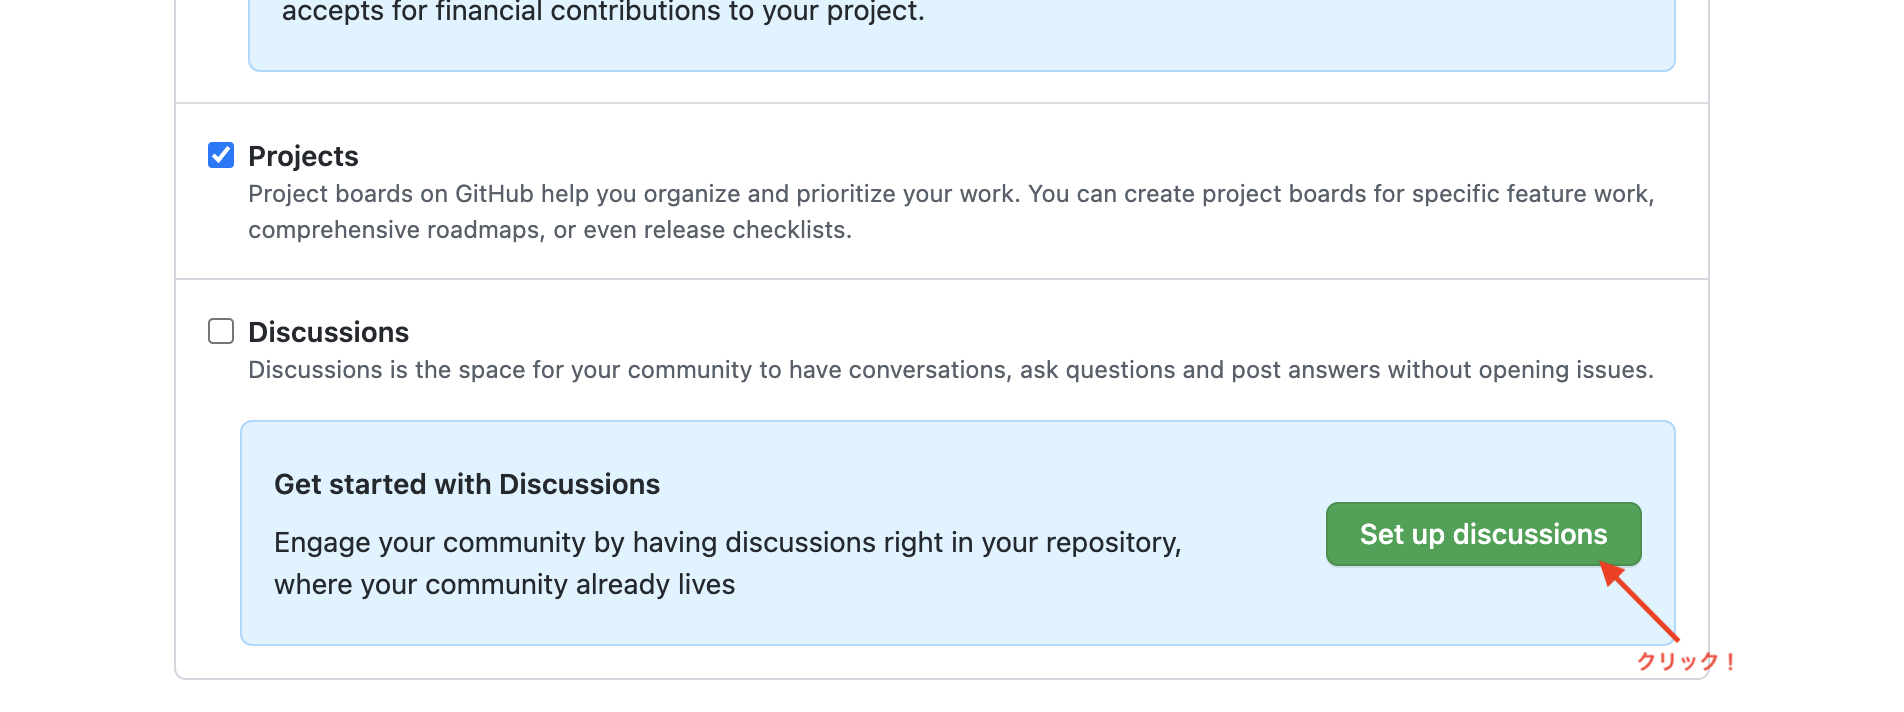 accepts for financial contributions to your project.
Projects
Project boards on GitHub help you organize and prioritize your work. You can create project boards for specific feature work,
comprehensive roadmaps, or even release checklists.
Discussions
Discussions is the space for your community to have conversations, ask questions and post answers without opening issues.
Get started with Discussions
Engage your community by having discussions right in your repository,
where your community already lives
Set up discussions
クリック！